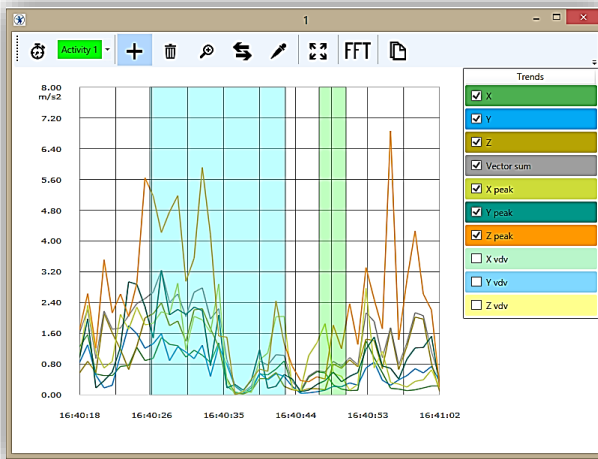 1
Activity 1
FFT
Trends
8.00
m/s2
7.20
5.60
4.80
4.00
3.20
2.40
1.60
0.80
0.00
16:40:18
16:40:26
16:40:35
16:40:44
16:40:53
16:41:02
X
Y
Z
Vector sum
X peak
Y peak
Z peak
X vdv
Y vdv
Z vdv